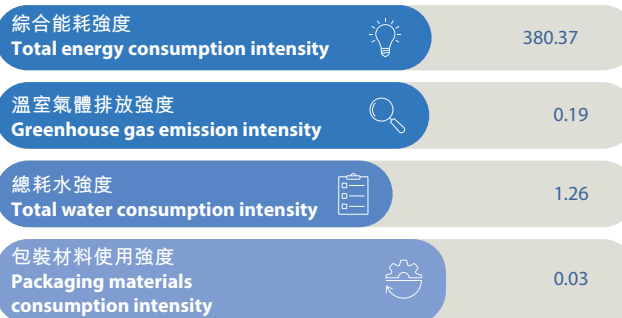 綜合能耗強度
Total energy consumption intensity
380.37
溫室氣體排放強度
Greenhouse gas emission intensity
0.19
總耗水強度
Total water consumption intensity
1.26
包裝材料使用強度
Packaging materials
consumption intensity
0.03